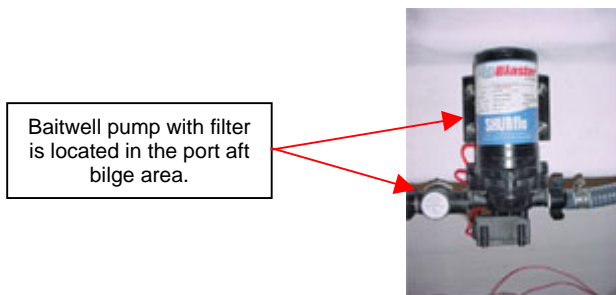 Baitwell pump with filter
is located in the port aft
bilge area.
Blaster
SHURflo